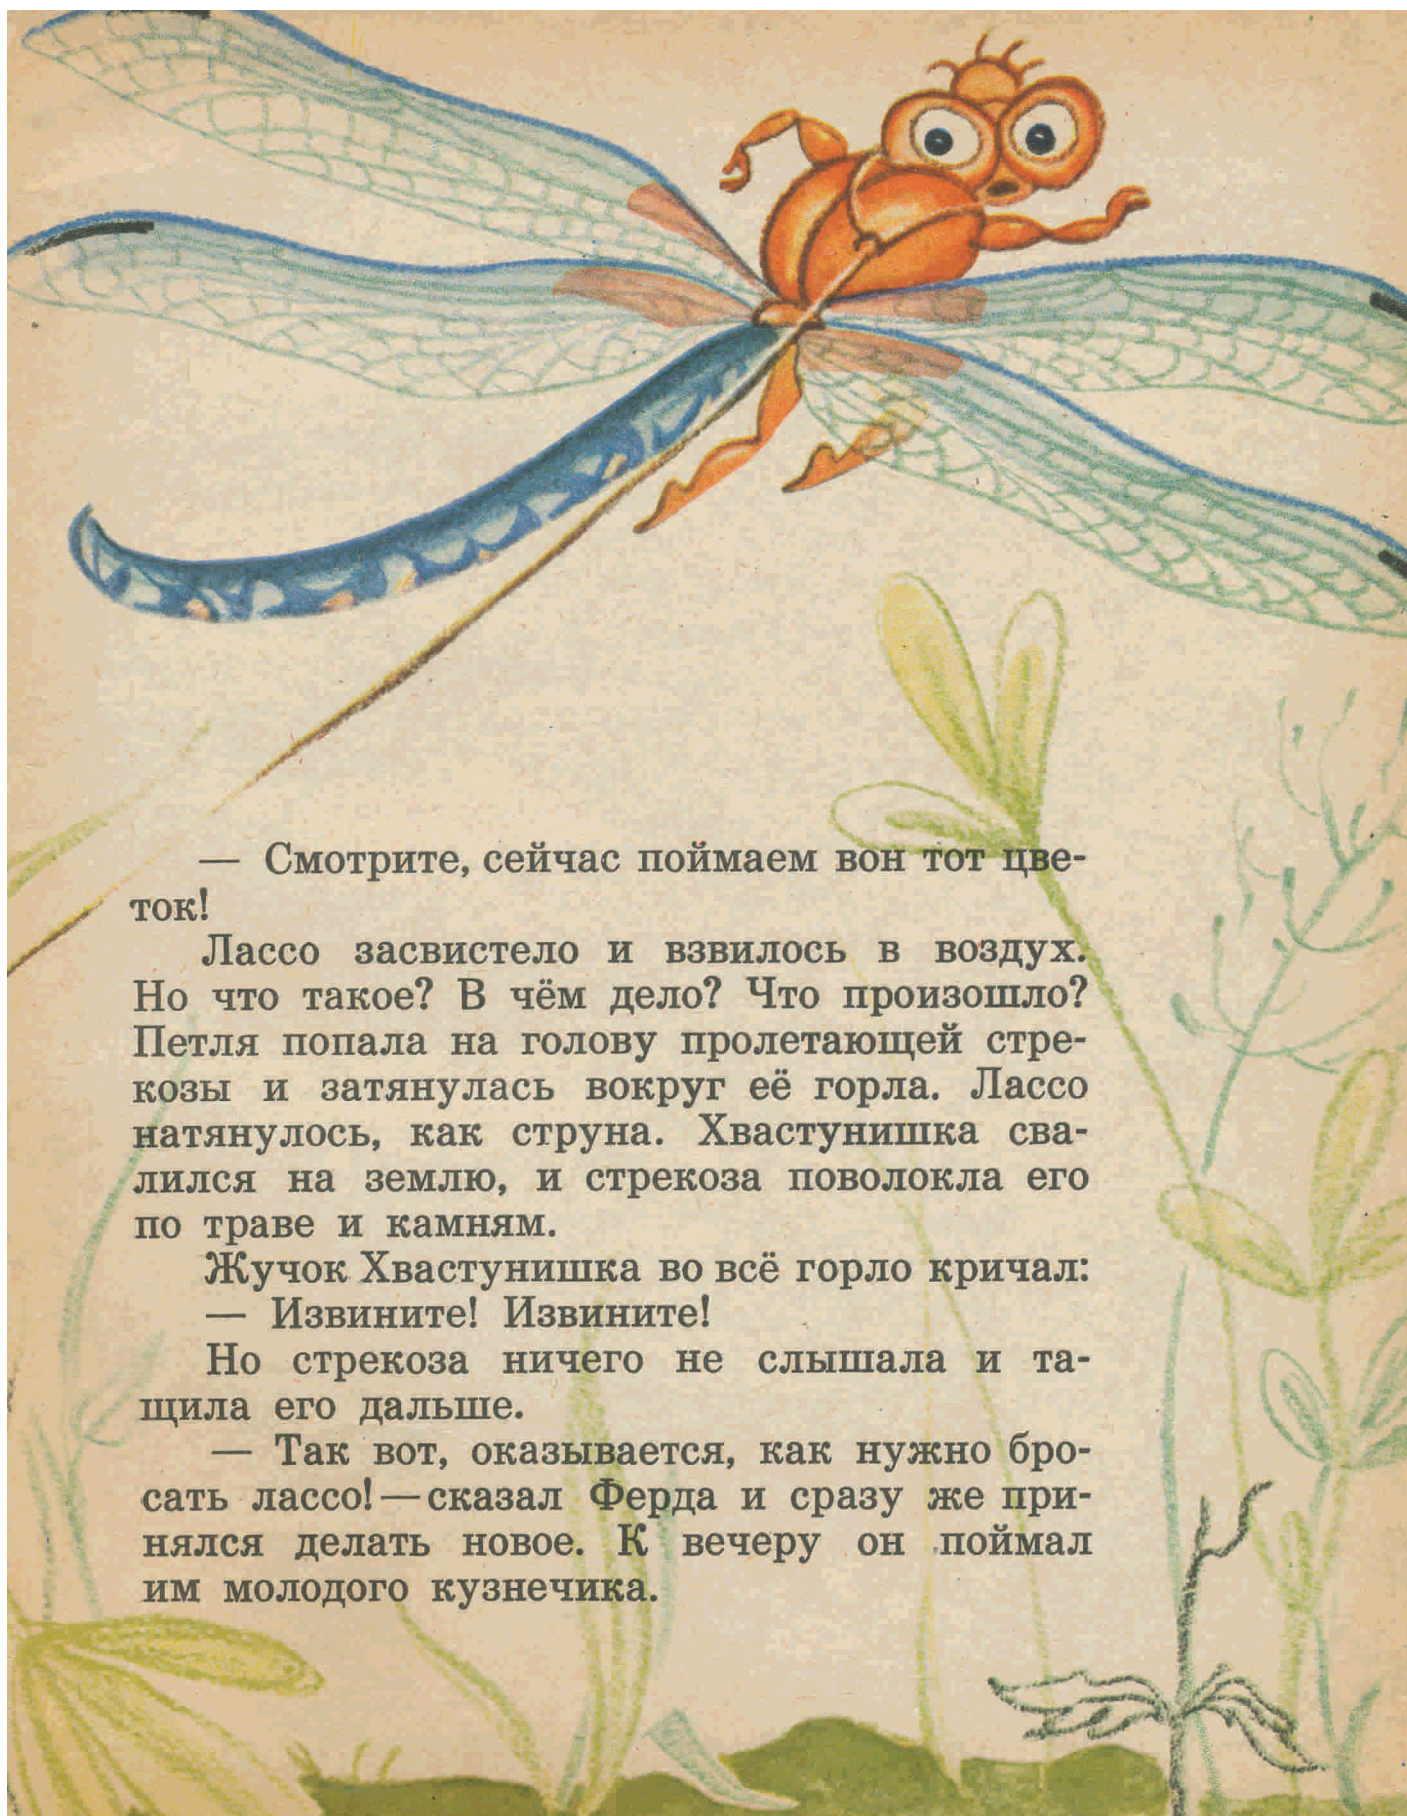 — Смотрите, сейчас поймаем вон тот цве-
ток!
Лассо засвистело и взвилось в воздух.
Но что такое? В чём дело? Что произошло?
Петля попала на голову пролетающей стре-
козы и затянулась вокруг её горла. Лассо
натянулось, как струна. Хвастунишка сва-
лился на землю, и стрекоза поволокла его
по траве и камням.
Жучок Хвастунишка во всё горло кричал:
— Извините! Извините!
Но стрекоза ничего не слышала и та-
щила его дальше.
— Так вот, оказывается, как нужно бро-
сать лассо! — сказал Ферда и сразу же при-
нялся делать новое. К вечеру он поймал
им молодого кузнечика.